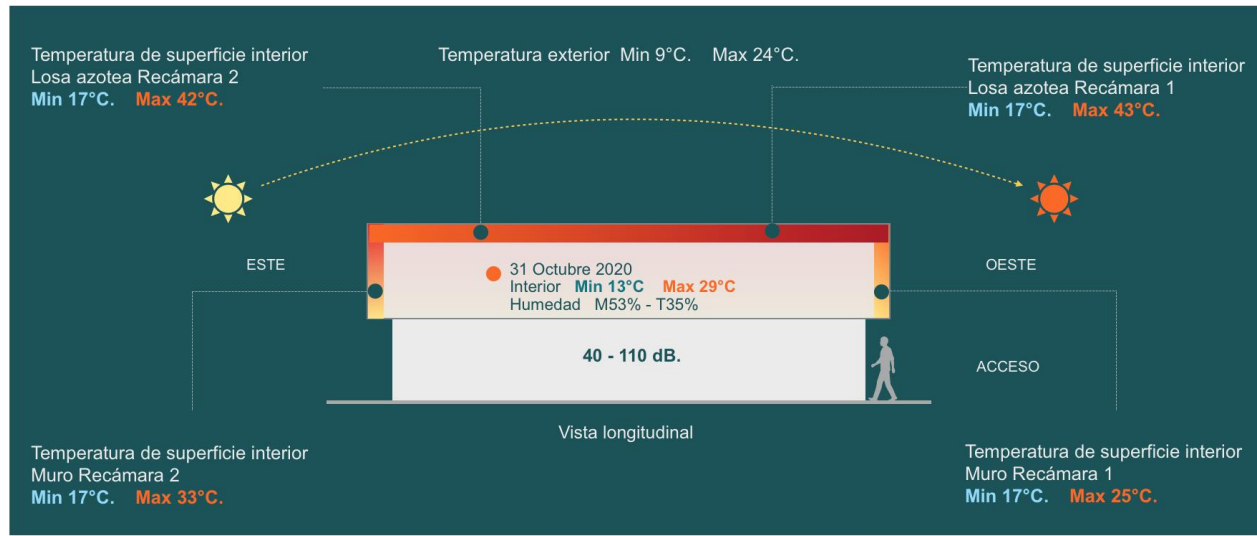 Temperatura de superficie interior
Losa azotea Recámara 2
Min 17°C. Max 42°C.
Temperatura exterior Min 9°C. Max 24°C.
Temperatura de superficie interior
Losa azotea Recámara 1
Min 17°C. Max 43°C.
ESTE
31 Octubre 2020
Interior Min 13°C Max 29°C
Humedad M53% - T35%
OESTE
40 - 110 dB.
ACCESO
Vista longitudinal
Temperatura de superficie interior
Muro Recámara 2
Min 17°C. Max 33°C.
Temperatura de superficie interior
Muro Recámara 1
Min 17°C. Max 25°C.